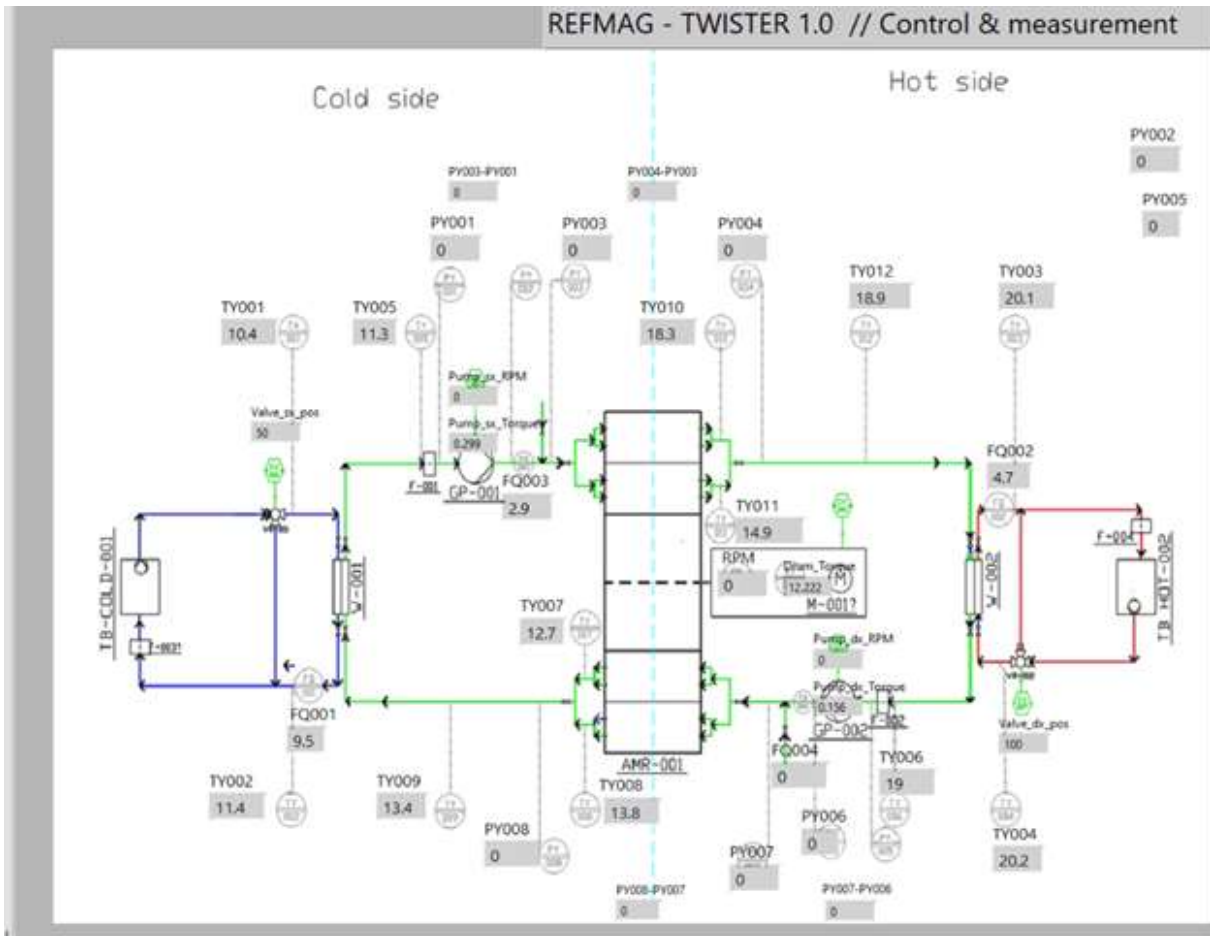 REFMAG - TWISTER 1.0 // Control & measurement
Cold side
Hot side
PY002
0
PY005
0
PY003-PY001
0
PY004-PY003
0
PY001
0
PY003
0
PY004
0
TY001
10.4
TY005
11.3
TY010
18.3
TY012
18.9
TY003
20.1
Pump_sx_RPM
0
Valve_sx_pos
50
Pump_sx_Torque
0.299
F-001
GP-001
FQ003
2.9
FQ002
4.7
TY011
14.9
F-004
TB-COLD-001
W-001
RPM
0
Drum_Torque
12.222
M
M-001?
W-002
TB HOT-002
TY007
12.7
Pump_dx_RPM
0
Pump_dx_Torque
0.156
GP-002
FQ001
9.5
Valve_dx_pos
100
AMR-001
FQ004
0
TY002
11.4
TY009
13.4
TY008
13.8
TY006
19
PY008
0
PY006
0
PY007
0
TY004
20.2
PY008-PY007
0
PY007-PY006
0